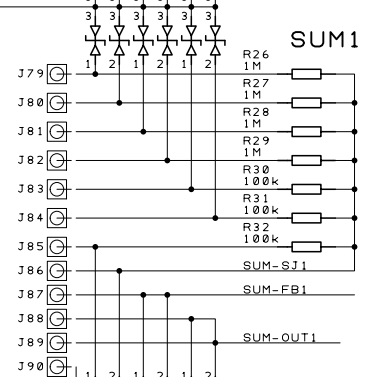 3 3 3 3 3 3
SUM1
1 2 1 2 1 2
R26
J79 1M
R27
J80 1M
R28
J81 1M
R29
J82 1M
R30
J83 100k
R31
J84 100k
R32
J85 100k
J86 SUM-SJ1
J87 SUM-FB1
J88
J89 SUM-OUT1
J90
1 2 1 2 1 2